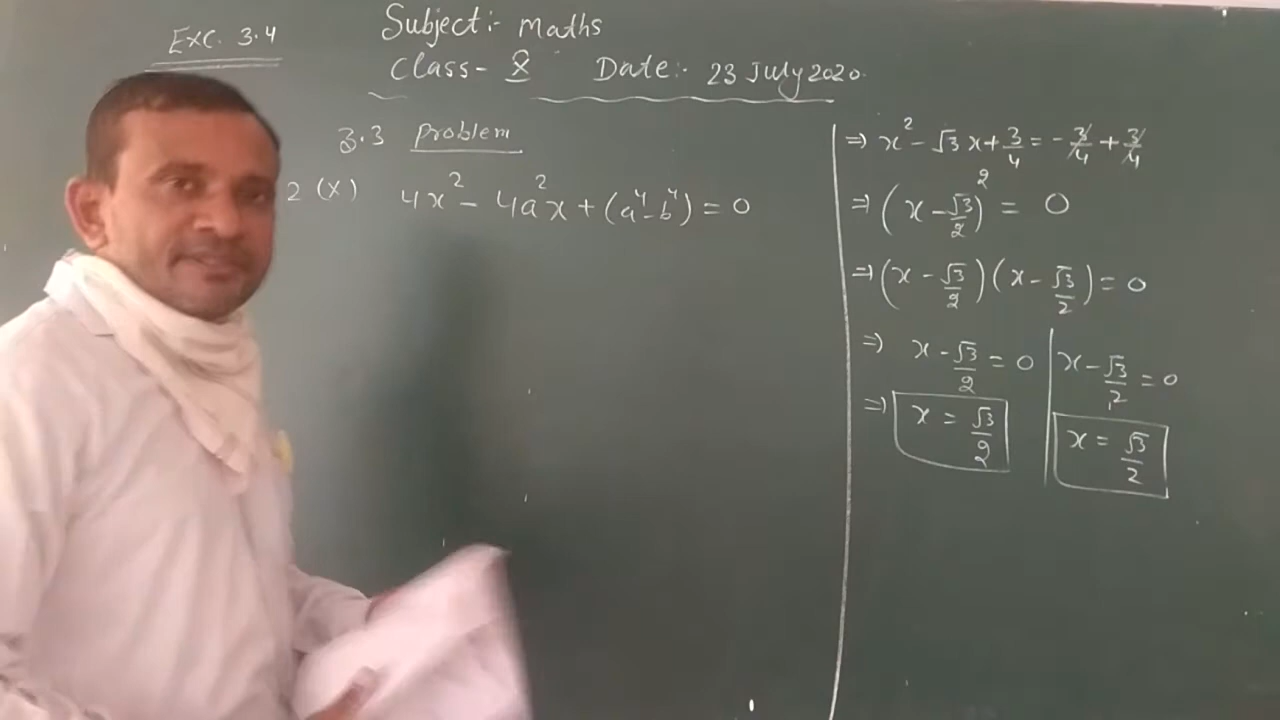 Exc. 3.4
Subject:- Maths
Class- X Date:- 23 July 2020.
3.3 Problem
2 (x) 4x² - 4a²x + (a⁴-b⁴) = 0
⇒ x² - √3 x + 3/4 = -3/4 + 3/4
⇒ (x - √3/2)² = 0
⇒ (x - √3/2)(x - √3/2) = 0
⇒ x - √3/2 = 0 | x - √3/2 = 0
⇒ x = √3/2 | x = √3/2